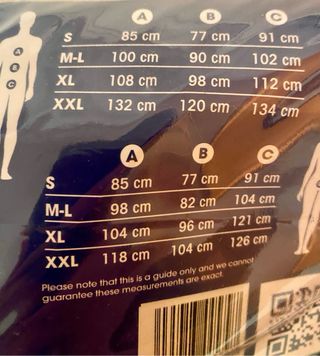 A B C
S 85 cm 77 cm 91 cm
M-L 100 cm 90 cm 102 cm
XL 108 cm 98 cm 112 cm
XXL 132 cm 120 cm 134 cm
A
B
C
A B C
S 85 cm 77 cm 91 cm
M-L 98 cm 82 cm 104 cm
XL 104 cm 96 cm 121 cm
XXL 118 cm 104 cm 126 cm
Please note that this is a guide only and we cannot
guarantee these measurements are exact.